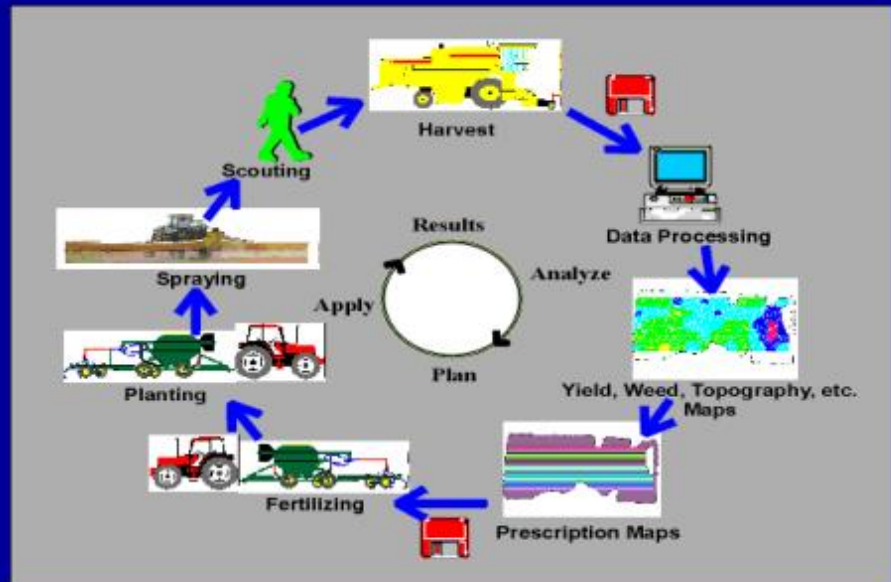 Harvest
Scouting
Results
Data Processing
Spraying
Analyze
Apply
Plan
Planting
Yield, Weed, Topography, etc.
Maps
Fertilizing
Prescription Maps